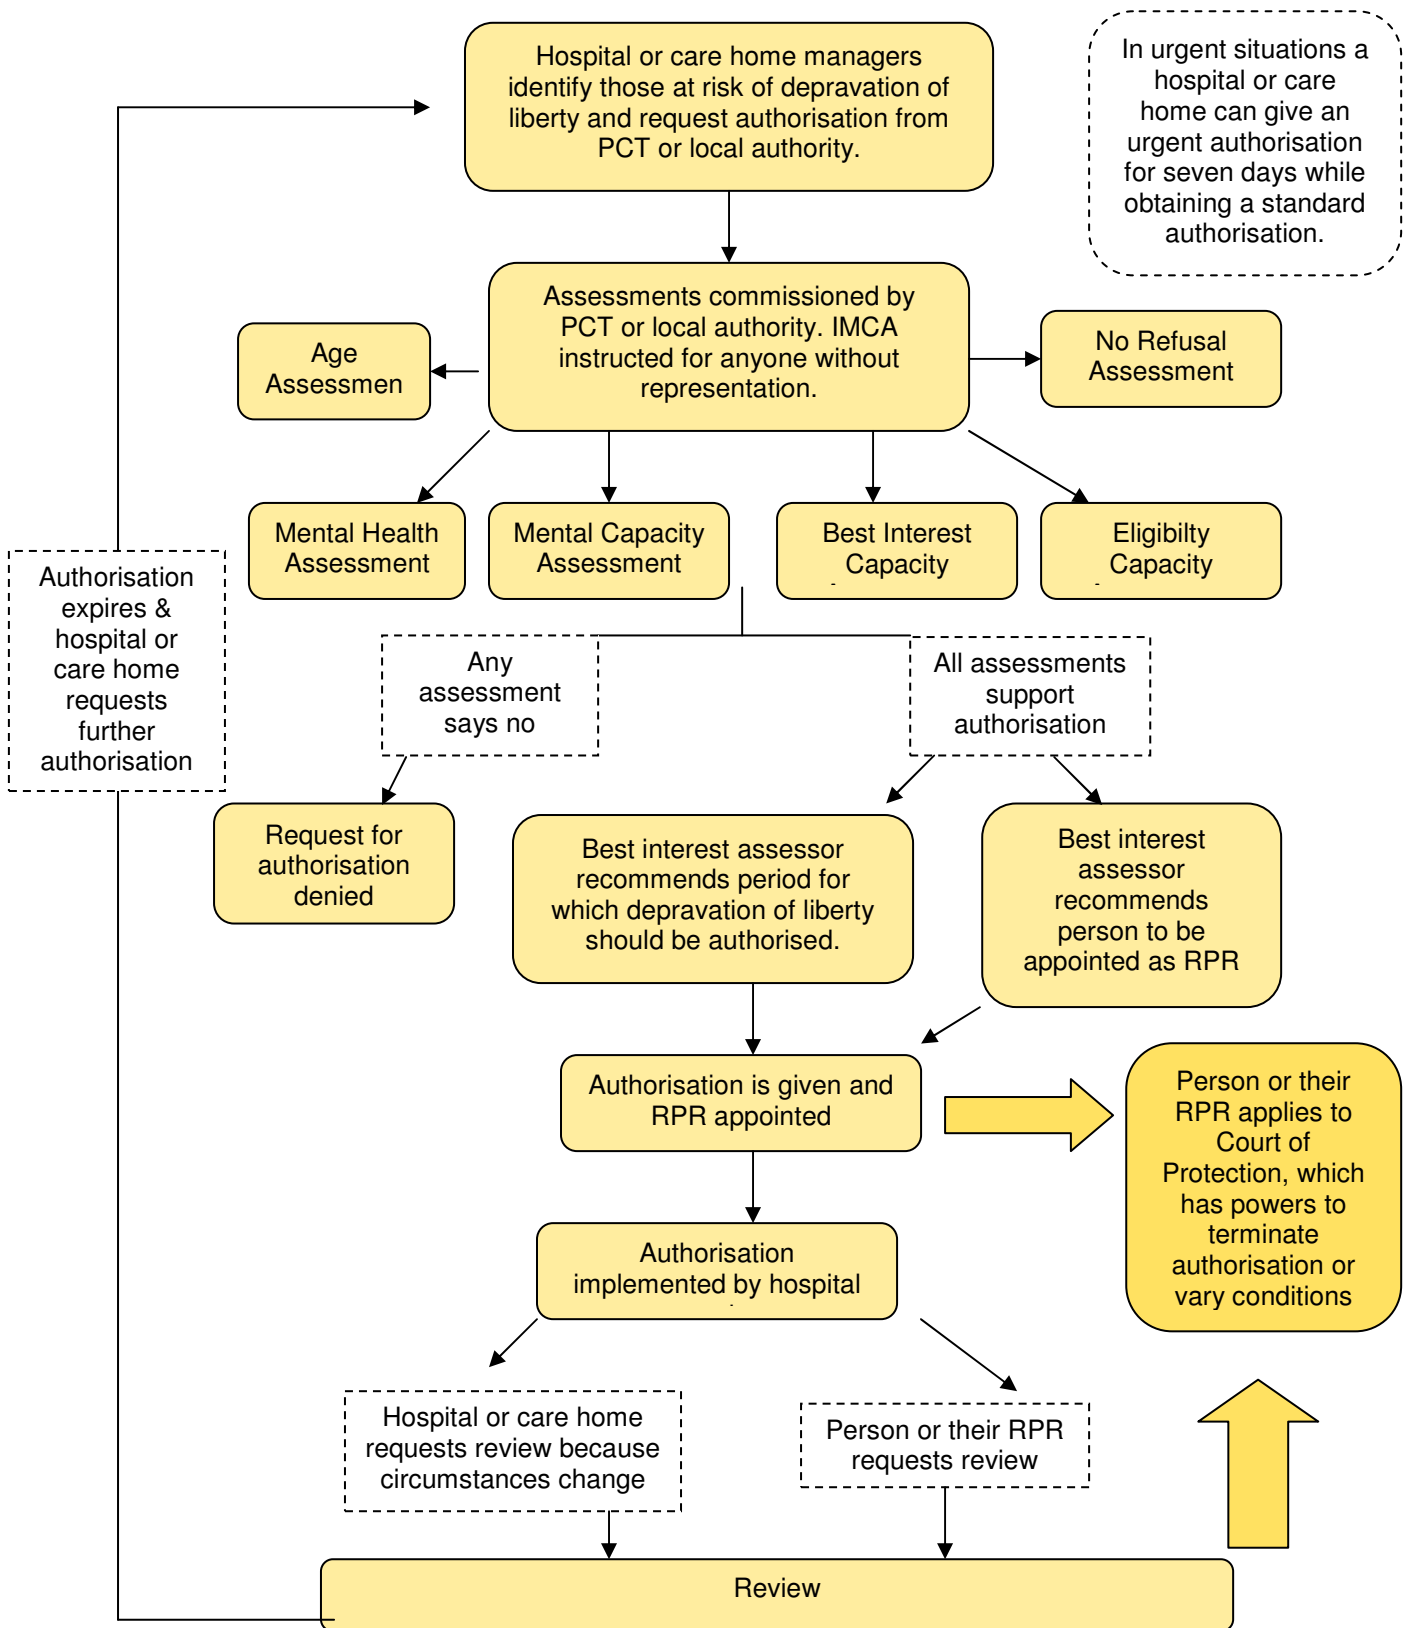 Hospital or care home managers
identify those at risk of depravation of
liberty and request authorisation from
PCT or local authority.
In urgent situations a
hospital or care
home can give an
urgent authorisation
for seven days while
obtaining a standard
authorisation.
Assessments commissioned by
PCT or local authority. IMCA
instructed for anyone without
representation.
Age
Assessmen
No Refusal
Assessment
Mental Health
Assessment
Mental Capacity
Assessment
Best Interest
Capacity
Eligibilty
Capacity
Authorisation
expires &
hospital or
care home
requests
further
authorisation
Any
assessment
says no
All assessments
support
authorisation
Request for
authorisation
denied
Best interest assessor
recommends period for
which depravation of liberty
should be authorised.
Best interest
assessor
recommends
person to be
appointed as RPR
Authorisation is given and
RPR appointed
Person or their
RPR applies to
Court of
Protection, which
has powers to
terminate
authorisation or
vary conditions
Authorisation
implemented by hospital
Hospital or care home
requests review because
circumstances change
Person or their RPR
requests review
Review